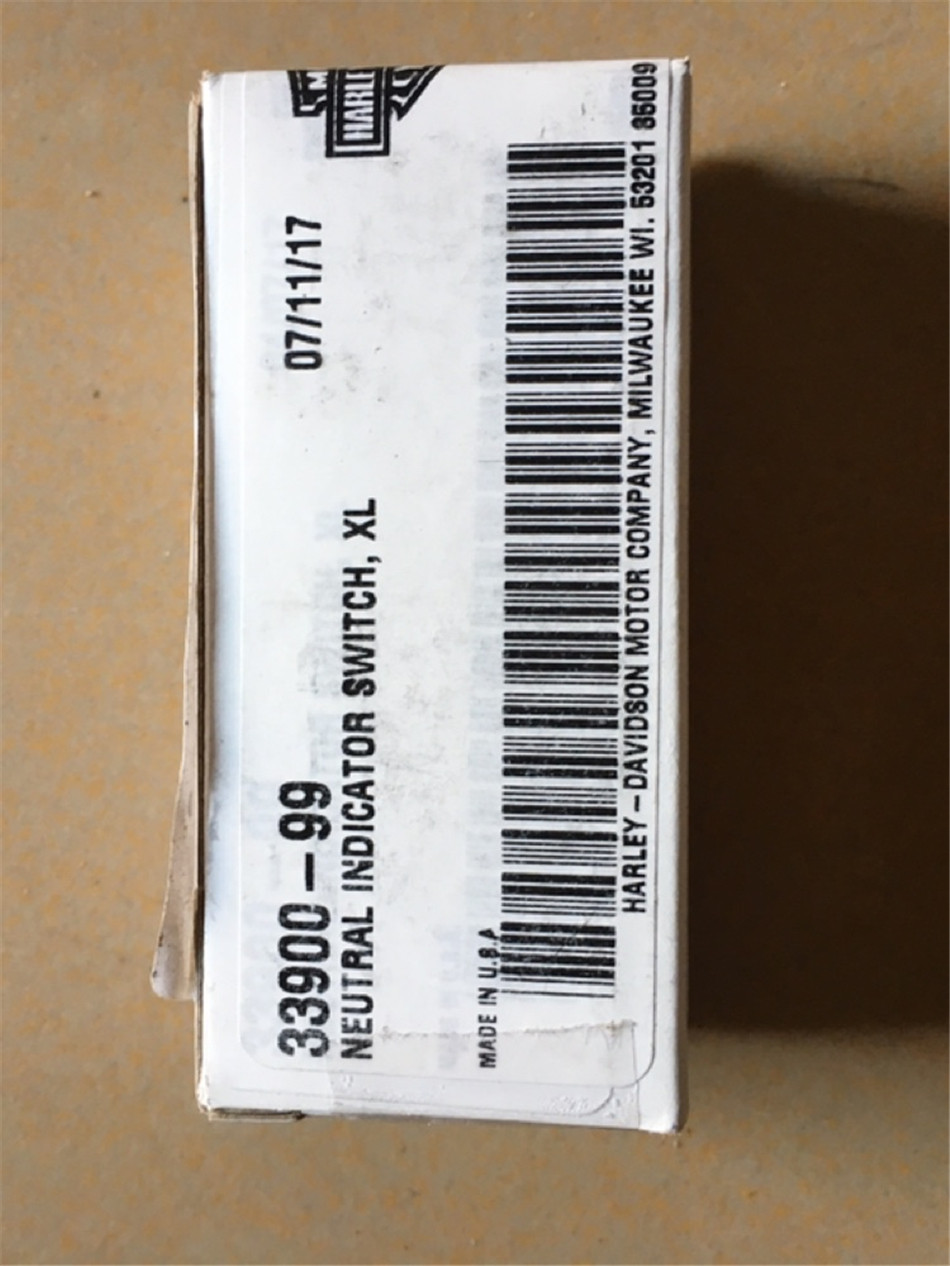 33900-99
07/11/17
NEUTRAL INDICATOR SWITCH, XL
MADE IN U.S.A
HARLEY-DAVIDSON MOTOR COMPANY, MILWAUKEE WI. 53201 85009